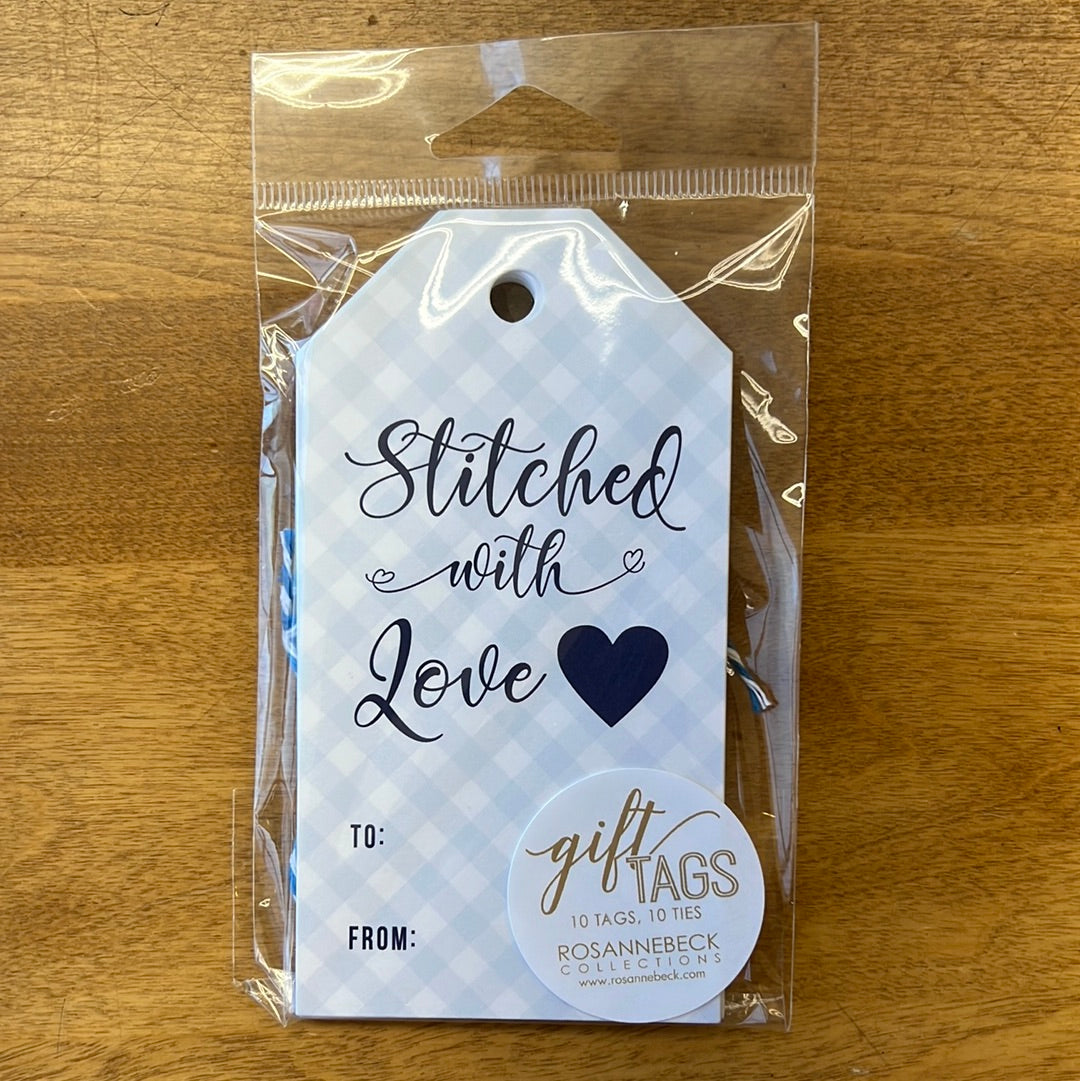 Stitched
with
Love
TO:
FROM:
gift
TAGS
10 TAGS, 10 TIES
ROSANNEBECK
COLLECTIONS
www.rosannebeck.com